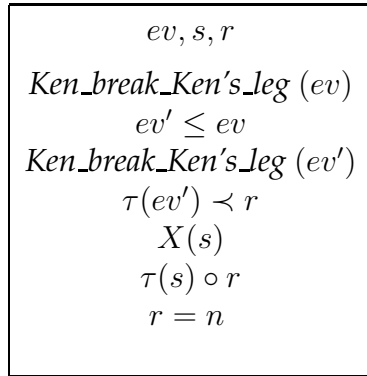 ev, s, r
Ken_break_Ken's_leg (ev)
ev′ ≤ ev
Ken_break_Ken's_leg (ev′)
τ(ev′) ≺ r
X(s)
τ(s) ∘ r
r = n